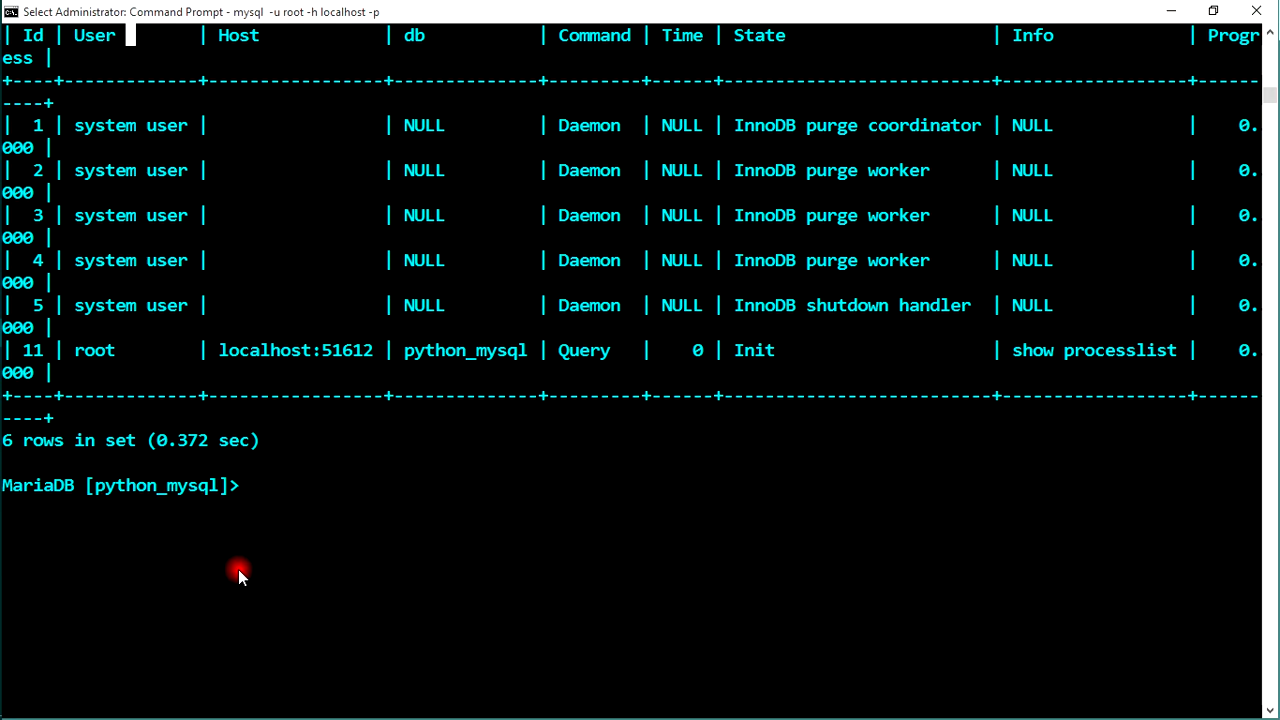 Select Administrator: Command Prompt - mysql  -u root -h localhost -p
| Id | User        | Host            | db           | Command | Time | State                    | Info             | Progr
ess |
+----+-------------+-----------------+--------------+---------+------+--------------------------+------------------+------
----+
|  1 | system user |                 | NULL         | Daemon  | NULL | InnoDB purge coordinator | NULL             |    0.
000 |
|  2 | system user |                 | NULL         | Daemon  | NULL | InnoDB purge worker      | NULL             |    0.
000 |
|  3 | system user |                 | NULL         | Daemon  | NULL | InnoDB purge worker      | NULL             |    0.
000 |
|  4 | system user |                 | NULL         | Daemon  | NULL | InnoDB purge worker      | NULL             |    0.
000 |
|  5 | system user |                 | NULL         | Daemon  | NULL | InnoDB shutdown handler  | NULL             |    0.
000 |
| 11 | root        | localhost:51612 | python_mysql | Query   |    0 | Init                     | show processlist |    0.
000 |
+----+-------------+-----------------+--------------+---------+------+--------------------------+------------------+------
----+
6 rows in set (0.372 sec)
MariaDB [python_mysql]>